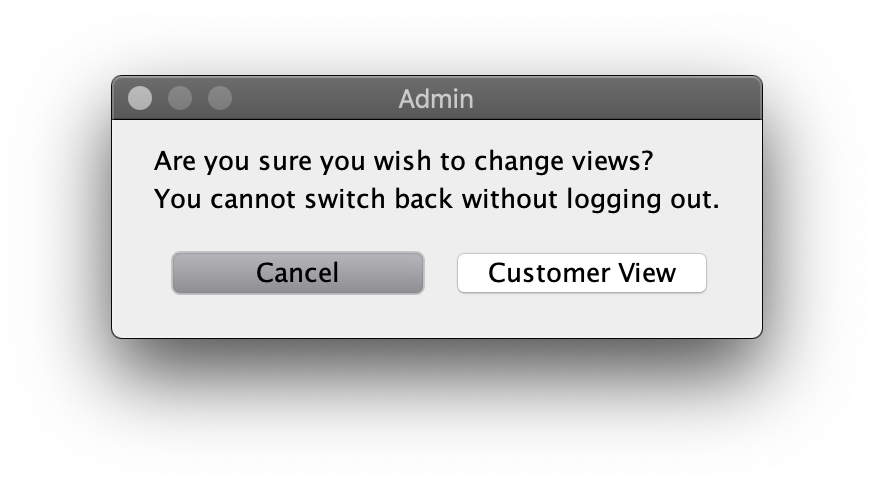 Admin
Are you sure you wish to change views?
You cannot switch back without logging out.
Cancel
Customer View